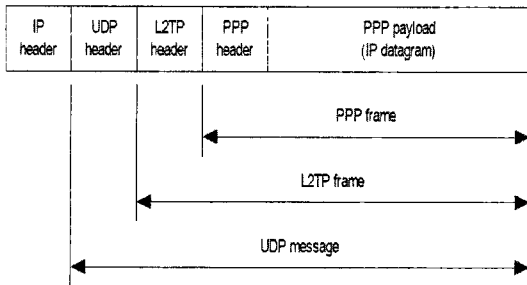 IP header
UDP header
L2TP header
PPP header
PPP payload
(IP datagram)
PPP frame
L2TP frame
UDP message